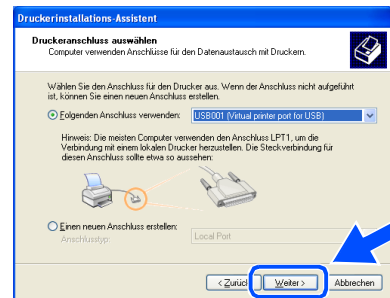 Druckerinstallations-Assistent
Druckeranschluss auswählen
Computer verwenden Anschlüsse für den Datenaustausch mit Druckern.
Wählen Sie den Anschluss für den Drucker aus. Wenn der Anschluss nicht aufgeführt
ist, können Sie einen neuen Anschluss erstellen.
Folgenden Anschluss verwenden:
USB001 (Virtual printer port for USB)
Hinweis: Die meisten Computer verwenden den Anschluss LPT1, um die
Verbindung mit einem lokalen Drucker herzustellen. Die Steckverbindung für
diesen Anschluss sollte etwa so aussehen:
Einen neuen Anschluss erstellen:
Anschlusstyp:
Local Port
< Zurück
Weiter >
Abbrechen